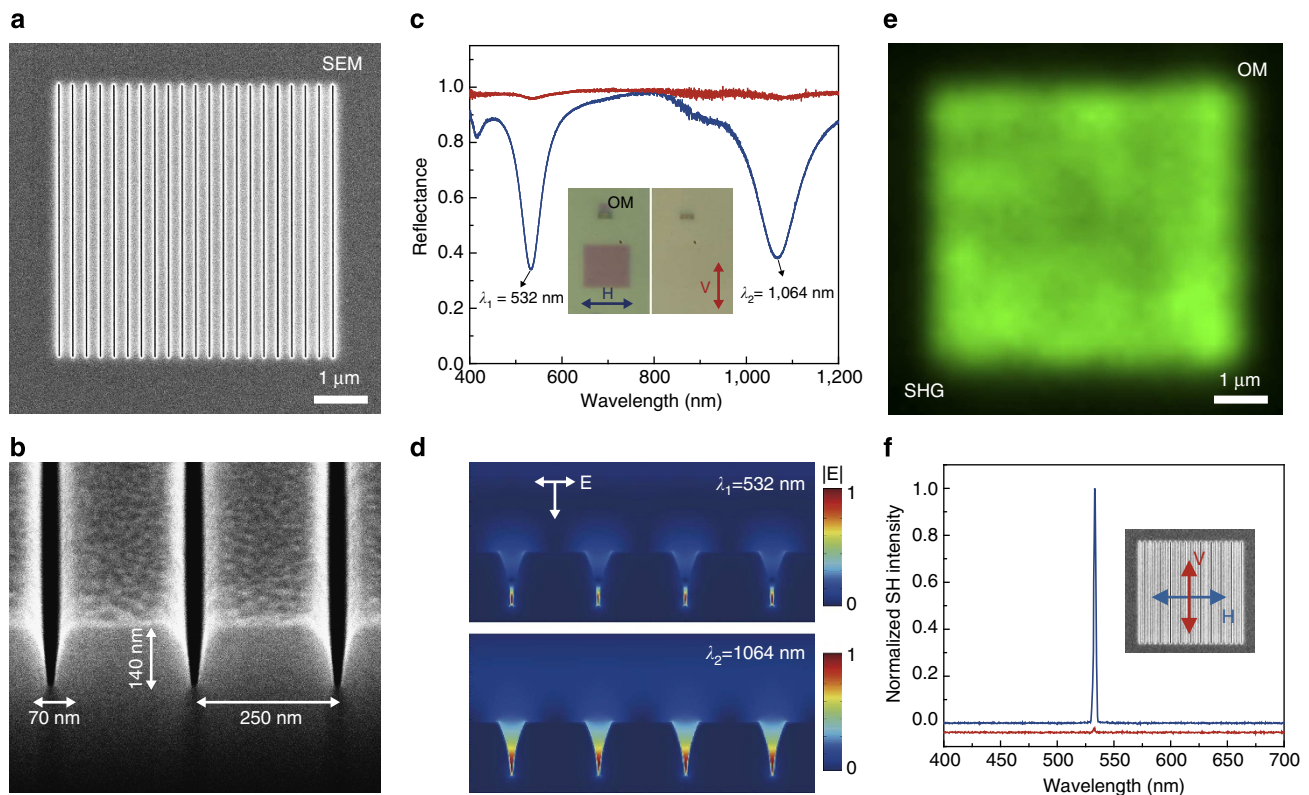 a
SEM
1 μm
b
140 nm
70 nm
250 nm
c
Reflectance
1.0
0.8
0.6
0.4
0.2
0.0
OM
H
V
λ1 = 532 nm
λ2= 1,064 nm
400
600
800
1,000
1,200
Wavelength (nm)
d
E
λ1=532 nm
|E|
1
0
λ2=1064 nm
1
0
e
OM
SHG
1 μm
f
Normalized SH intensity
1.0
0.8
0.6
0.4
0.2
0.0
V
H
400
450
500
550
600
650
700
Wavelength (nm)